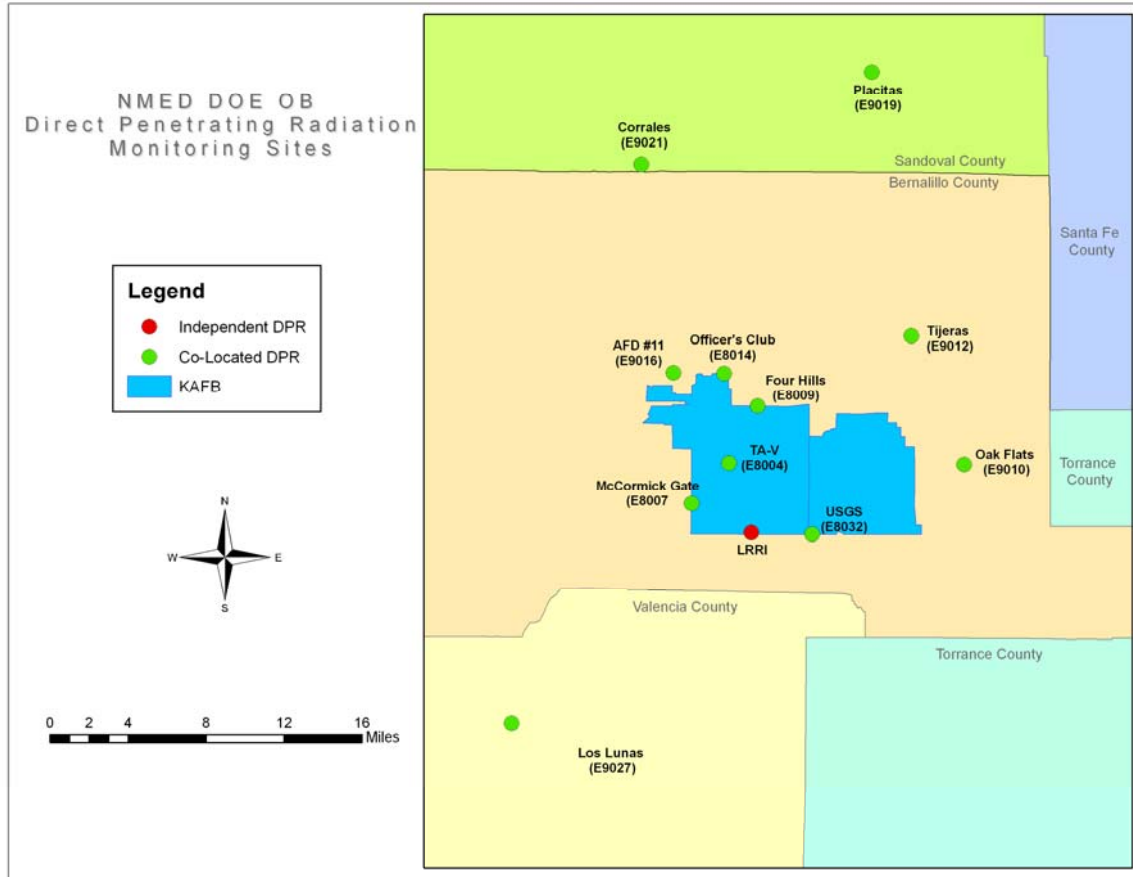 NMED DOE OB
Direct Penetrating Radiation
Monitoring Sites
Legend
Independent DPR
Co-Located DPR
KAFB
N
W
E
S
0 2 4 8 12 16
Miles
Placitas
(E9019)
Corrales
(E9021)
Sandoval County
Bernalillo County
Santa Fe
County
Tijeras
(E9012)
AFD #11
(E9016)
Officer's Club
(E8014)
Four Hills
(E8009)
TA-V
(E8004)
Oak Flats
(E9010)
Torrance
County
McCormick Gate
(E8007
USGS
(E8032)
LRRI
Valencia County
Torrance County
Los Lunas
(E9027)